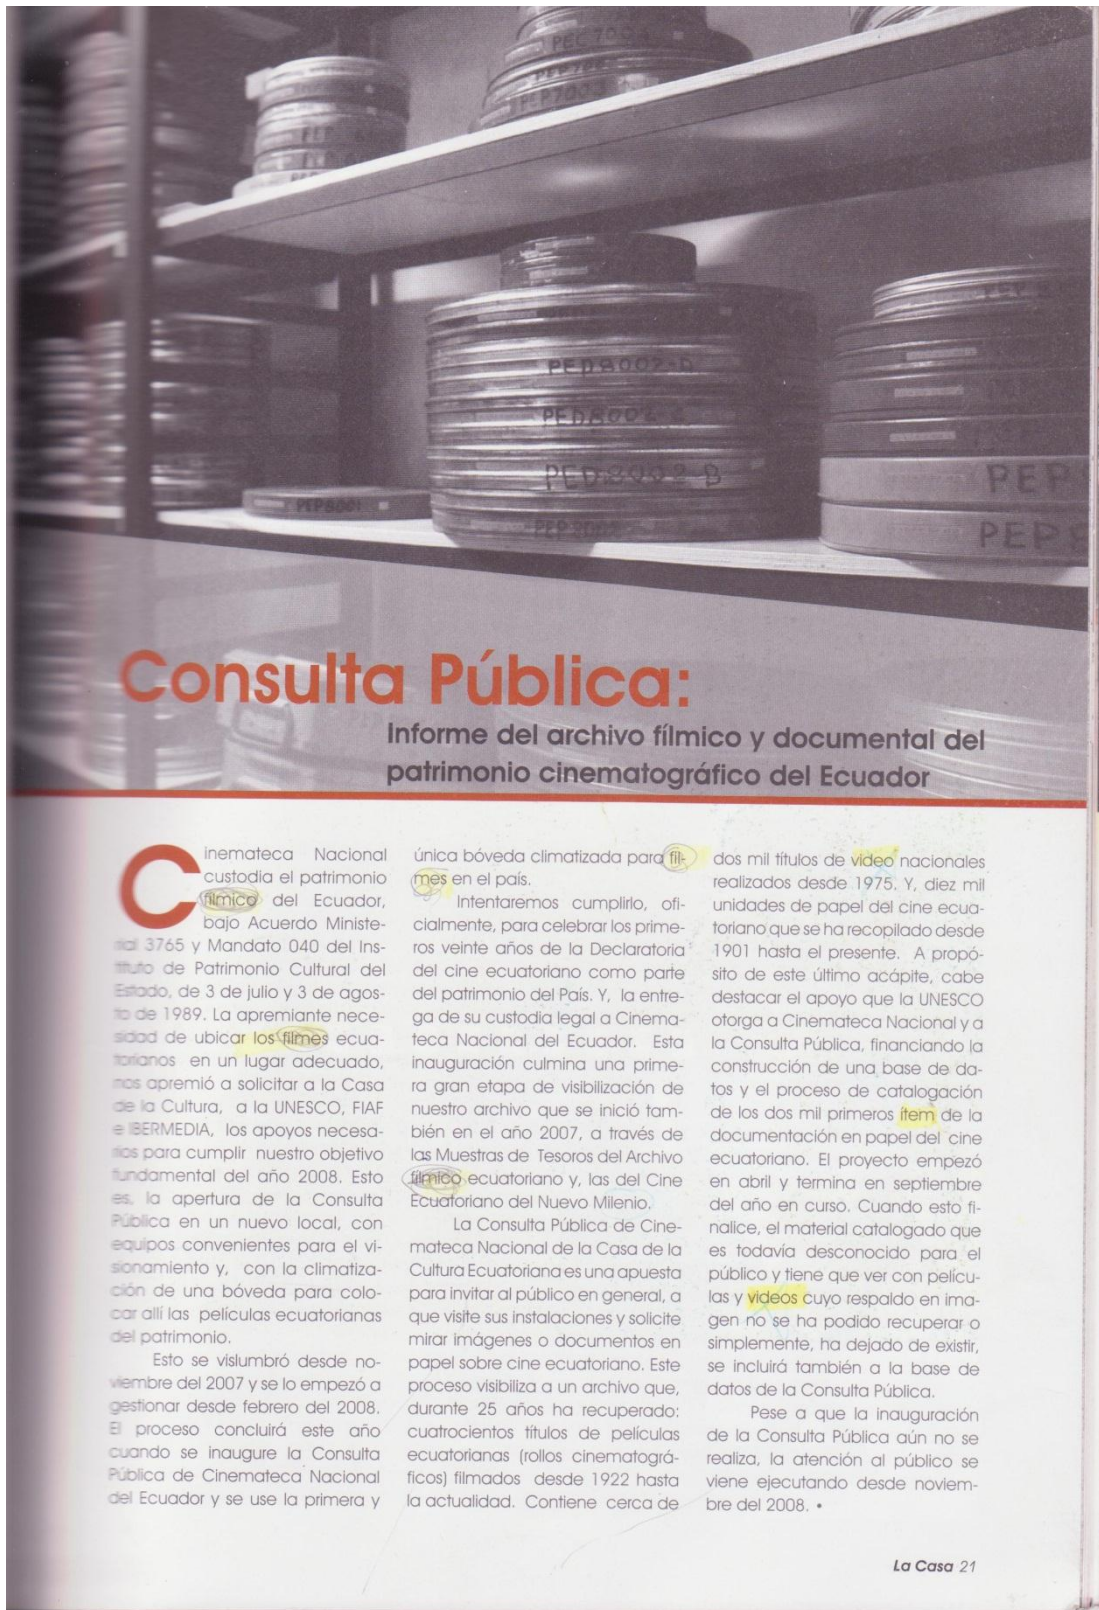 PEC7004
PEP7003
PEP
PED8002-D
PED8002-2
PED8002-B
PEP8001
PEP8002
PEP
PEP
Consulta Pública:
Informe del archivo fílmico y documental del
patrimonio cinematográfico del Ecuador
Cinemateca Nacional
custodia el patrimonio
fílmico del Ecuador,
bajo Acuerdo Ministe-
rial 3765 y Mandato 040 del Ins-
tituto de Patrimonio Cultural del
Estado, de 3 de julio y 3 de agos-
to de 1989. La apremiante nece-
sidad de ubicar los filmes ecua-
torianos en un lugar adecuado,
nos apremió a solicitar a la Casa
de la Cultura, a la UNESCO, FIAF
e IBERMEDIA, los apoyos necesa-
rios para cumplir nuestro objetivo
fundamental del año 2008. Esto
es, la apertura de la Consulta
Pública en un nuevo local, con
equipos convenientes para el vi-
sionamiento y, con la climatiza-
ción de una bóveda para colo-
car allí las películas ecuatorianas
del patrimonio.
Esto se vislumbró desde no-
viembre del 2007 y se lo empezó a
gestionar desde febrero del 2008.
El proceso concluirá este año
cuando se inaugure la Consulta
Pública de Cinemateca Nacional
del Ecuador y se use la primera y
única bóveda climatizada para fil-
mes en el país.
Intentaremos cumplirlo, ofi-
cialmente, para celebrar los prime-
ros veinte años de la Declaratoria
del cine ecuatoriano como parte
del patrimonio del País. Y, la entre-
ga de su custodia legal a Cinema-
teca Nacional del Ecuador. Esta
inauguración culmina una prime-
ra gran etapa de visibilización de
nuestro archivo que se inició tam-
bién en el año 2007, a través de
las Muestras de Tesoros del Archivo
fílmico ecuatoriano y, las del Cine
Ecuatoriano del Nuevo Milenio.
La Consulta Pública de Cine-
mateca Nacional de la Casa de la
Cultura Ecuatoriana es una apuesta
para invitar al público en general, a
que visite sus instalaciones y solicite
mirar imágenes o documentos en
papel sobre cine ecuatoriano. Este
proceso visibiliza a un archivo que,
durante 25 años ha recuperado:
cuatrocientos títulos de películas
ecuatorianas (rollos cinematográ-
ficos) filmados desde 1922 hasta
la actualidad. Contiene cerca de
dos mil títulos de video nacionales
realizados desde 1975. Y, diez mil
unidades de papel del cine ecua-
toriano que se ha recopilado desde
1901 hasta el presente. A propó-
sito de este último acápite, cabe
destacar el apoyo que la UNESCO
otorga a Cinemateca Nacional y a
la Consulta Pública, financiando la
construcción de una base de da-
tos y el proceso de catalogación
de los dos mil primeros ítem de la
documentación en papel del cine
ecuatoriano. El proyecto empezó
en abril y termina en septiembre
del año en curso. Cuando esto fi-
nalice, el material catalogado que
es todavía desconocido para el
público y tiene que ver con pelícu-
las y videos cuyo respaldo en ima-
gen no se ha podido recuperar o
simplemente, ha dejado de existir,
se incluirá también a la base de
datos de la Consulta Pública.
Pese a que la inauguración
de la Consulta Pública aún no se
realiza, la atención al público se
viene ejecutando desde noviem-
bre del 2008. •
La Casa 21